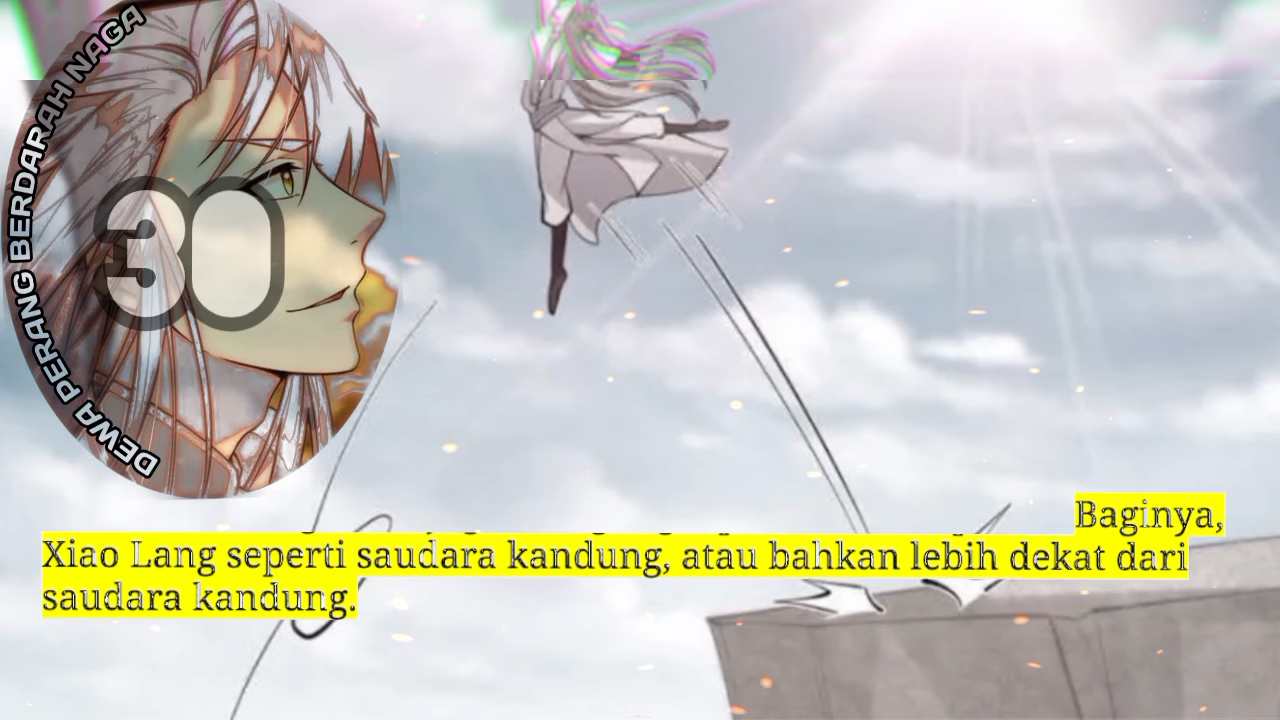 DEWA PERANG BERDARAH NAGA
30
Baginya,
Xiao Lang seperti saudara kandung, atau bahkan lebih dekat dari
saudara kandung.